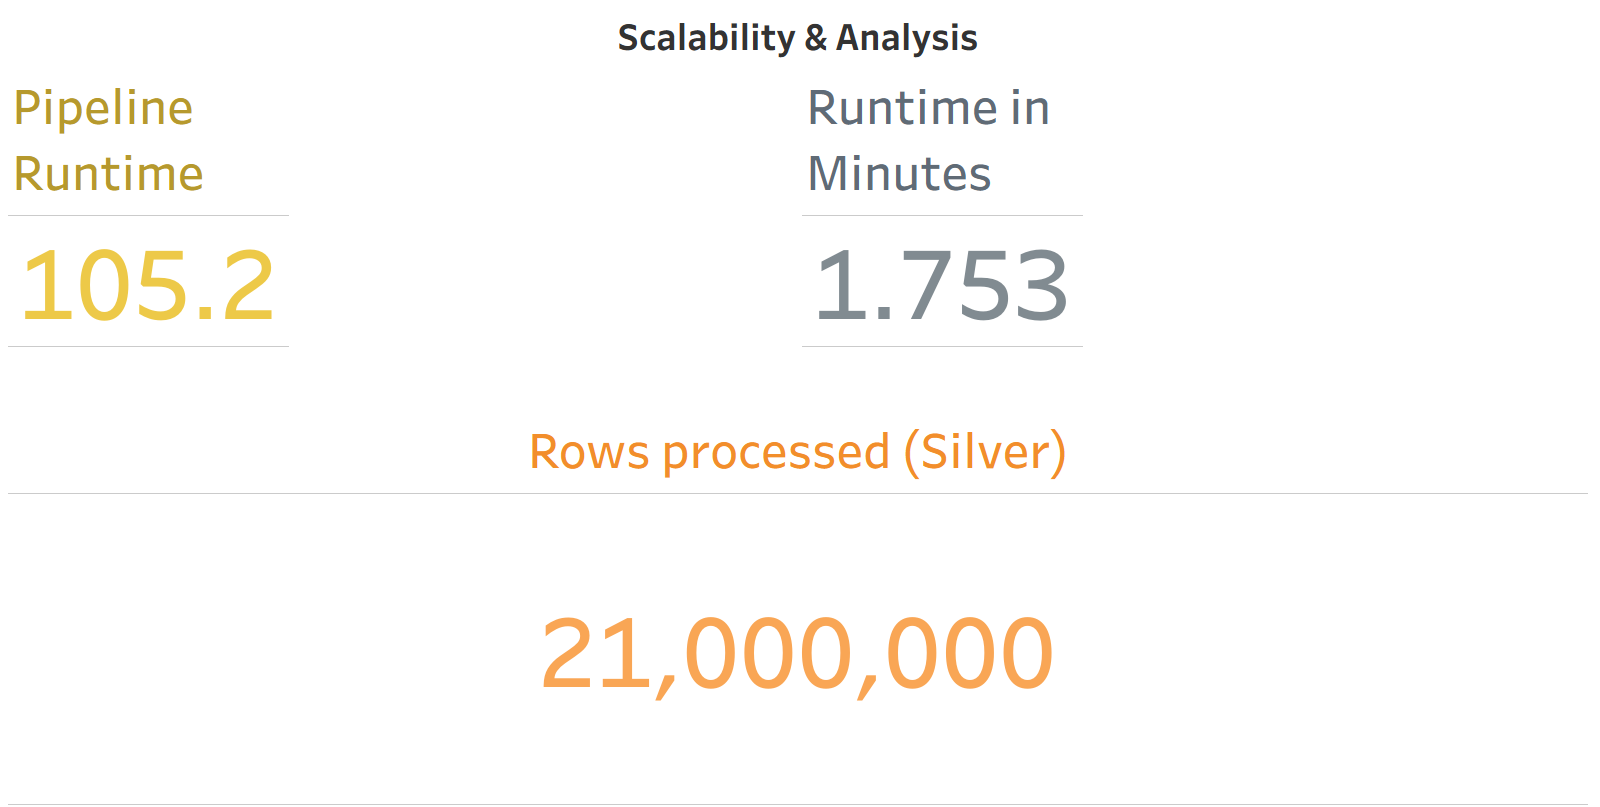 Scalability & Analysis
Pipeline
Runtime
105.2
Runtime in
Minutes
1.753
Rows processed (Silver)
21,000,000